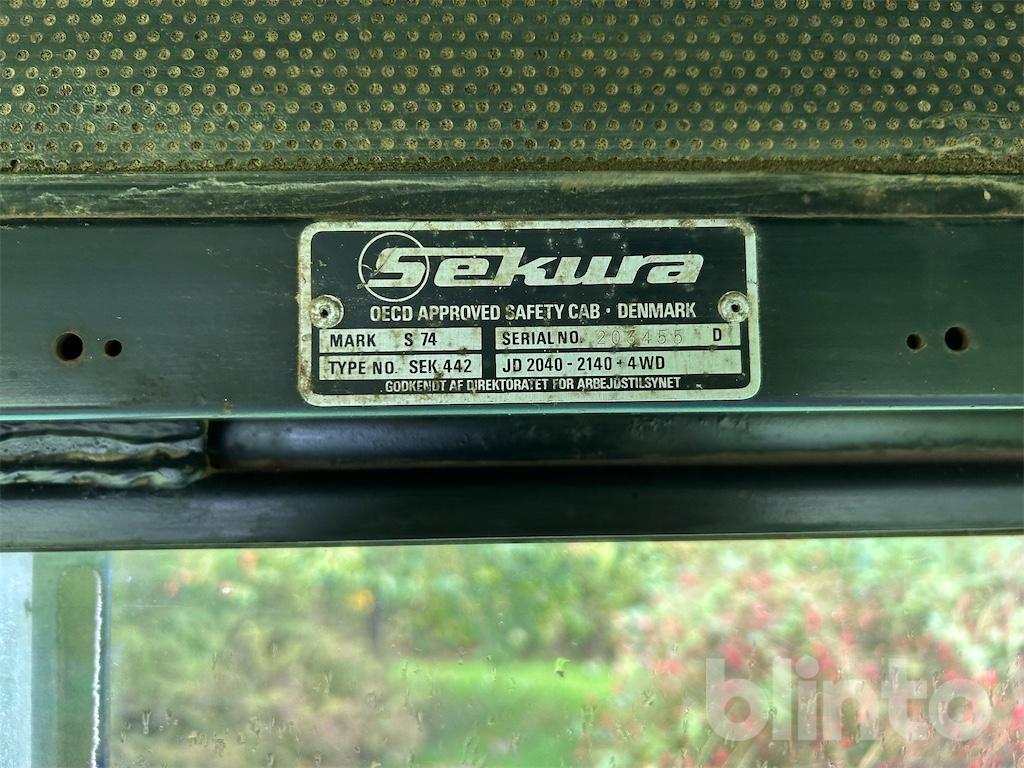 Sekura
OECD APPROVED SAFETY CAB · DENMARK
MARK S 74 SERIAL NO. 203455 D
TYPE NO. SEK 442 JD 2040 - 2140 + 4WD
GODKENDT AF DIREKTORATET FOR ARBEJDSTILSYNET
blinto